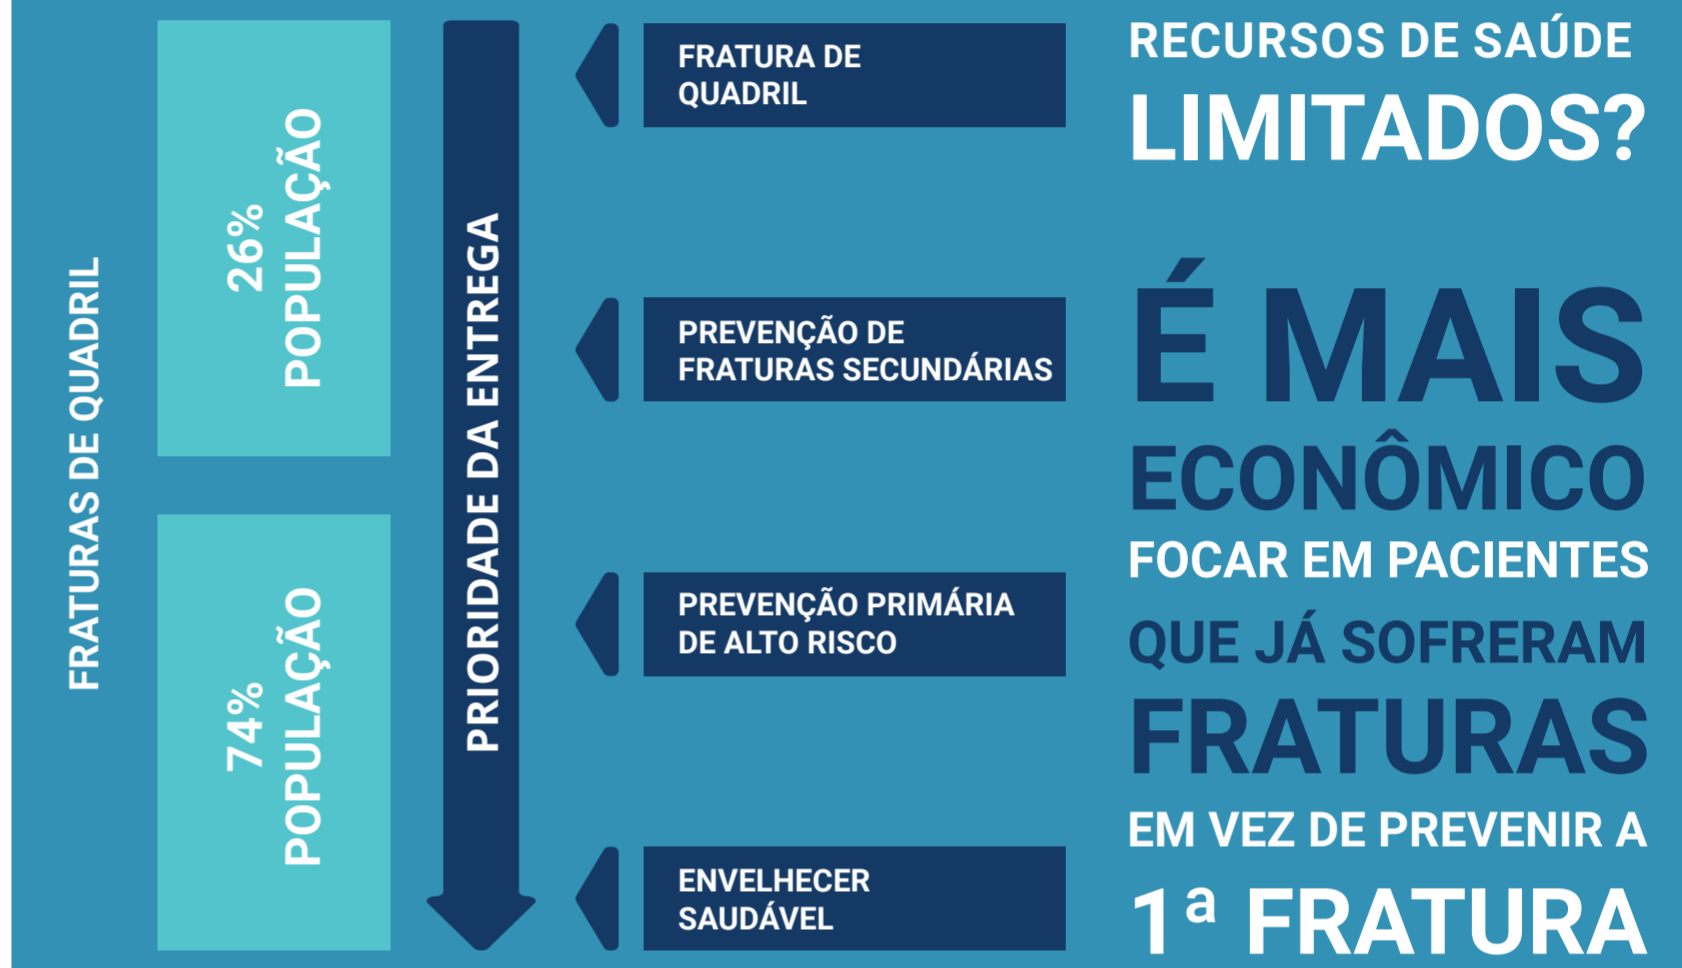 FRATURAS DE QUADRIL
26%
POPULAÇÃO
74%
POPULAÇÃO
PRIORIDADE DA ENTREGA
FRATURA DE
QUADRIL
PREVENÇÃO DE
FRATURAS SECUNDÁRIAS
PREVENÇÃO PRIMÁRIA
DE ALTO RISCO
ENVELHECER
SAUDÁVEL
RECURSOS DE SAÚDE
LIMITADOS?
É MAIS
ECONÔMICO
FOCAR EM PACIENTES
QUE JÁ SOFRERAM
FRATURAS
EM VEZ DE PREVENIR A
1ª FRATURA